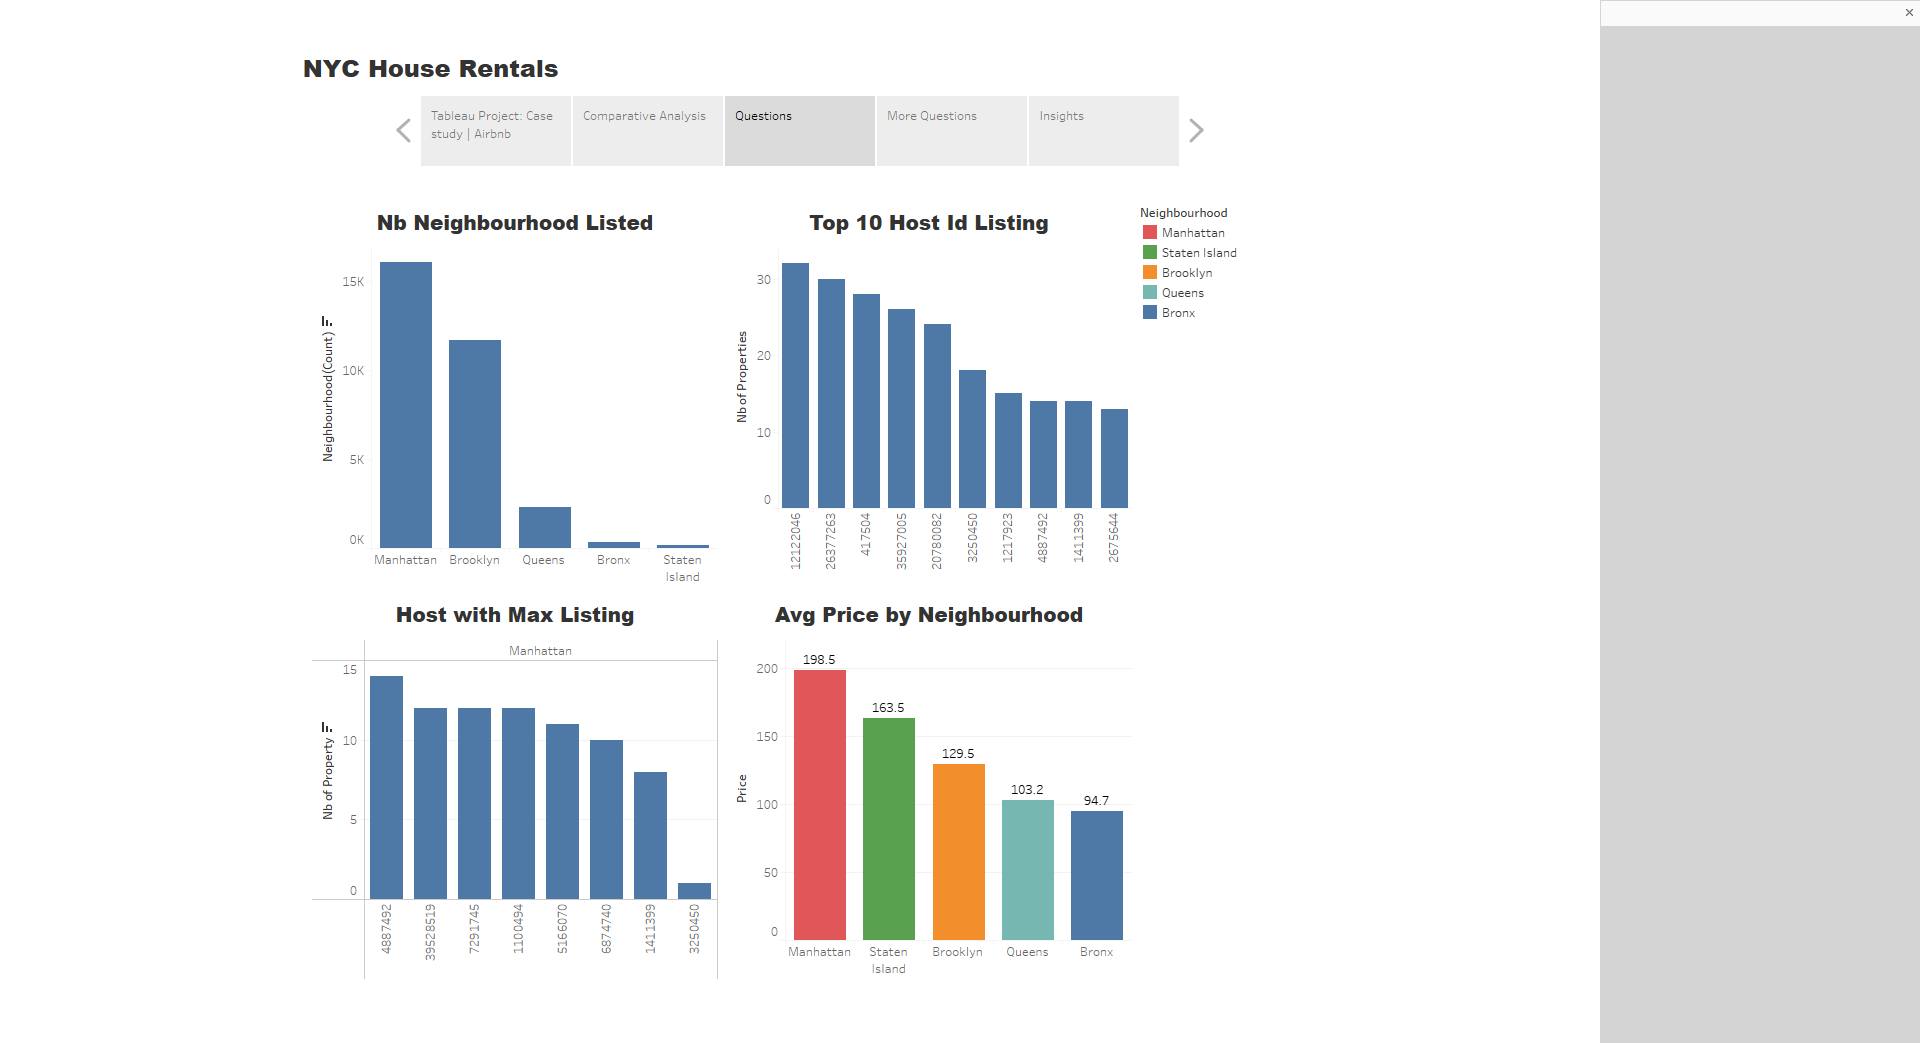 ×
NYC House Rentals
Tableau Project: Case
study | Airbnb
Comparative Analysis
Questions
More Questions
Insights
Nb Neighbourhood Listed
Neighbourhood (Count)
15K
10K
5K
0K
Manhattan
Brooklyn
Queens
Bronx
Staten
Island
Top 10 Host Id Listing
Nb of Properties
30
20
10
0
12122046
26377263
417504
35927005
20780082
3250450
1217923
4887492
1411399
2675644
Neighbourhood
Manhattan
Staten Island
Brooklyn
Queens
Bronx
Host with Max Listing
Manhattan
Nb of Property
15
10
5
0
4887492
39528519
7291745
1100494
5166070
6874740
1411399
3250450
Avg Price by Neighbourhood
Price
200
150
100
50
0
198.5
163.5
129.5
103.2
94.7
Manhattan
Staten
Island
Brooklyn
Queens
Bronx